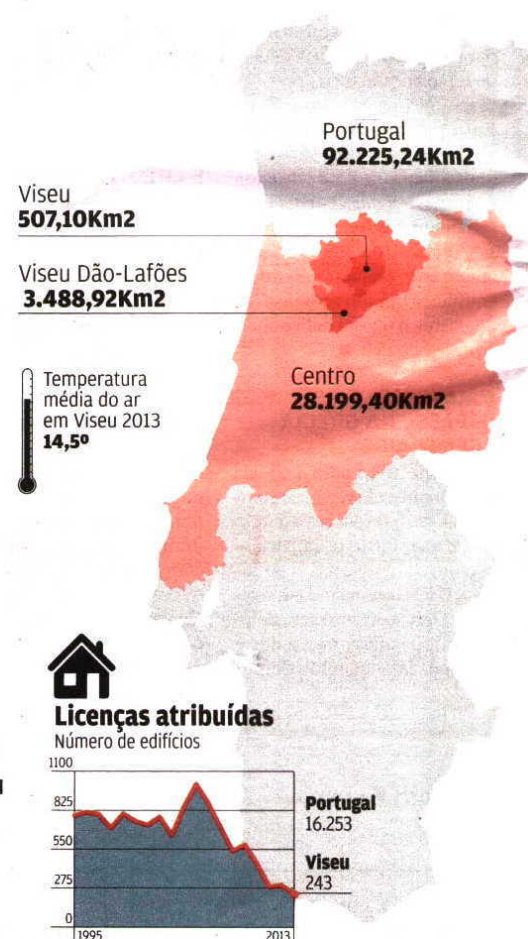 Portugal
92.225,24Km2
Viseu
507,10Km2
Viseu Dão-Lafões
3.488,92Km2
Temperatura
média do ar
em Viseu 2013
14,5º
Centro
28.199,40Km2
Licenças atribuídas
Número de edifícios
1100
825
550
275
0
1995
2013
Portugal
16.253
Viseu
243